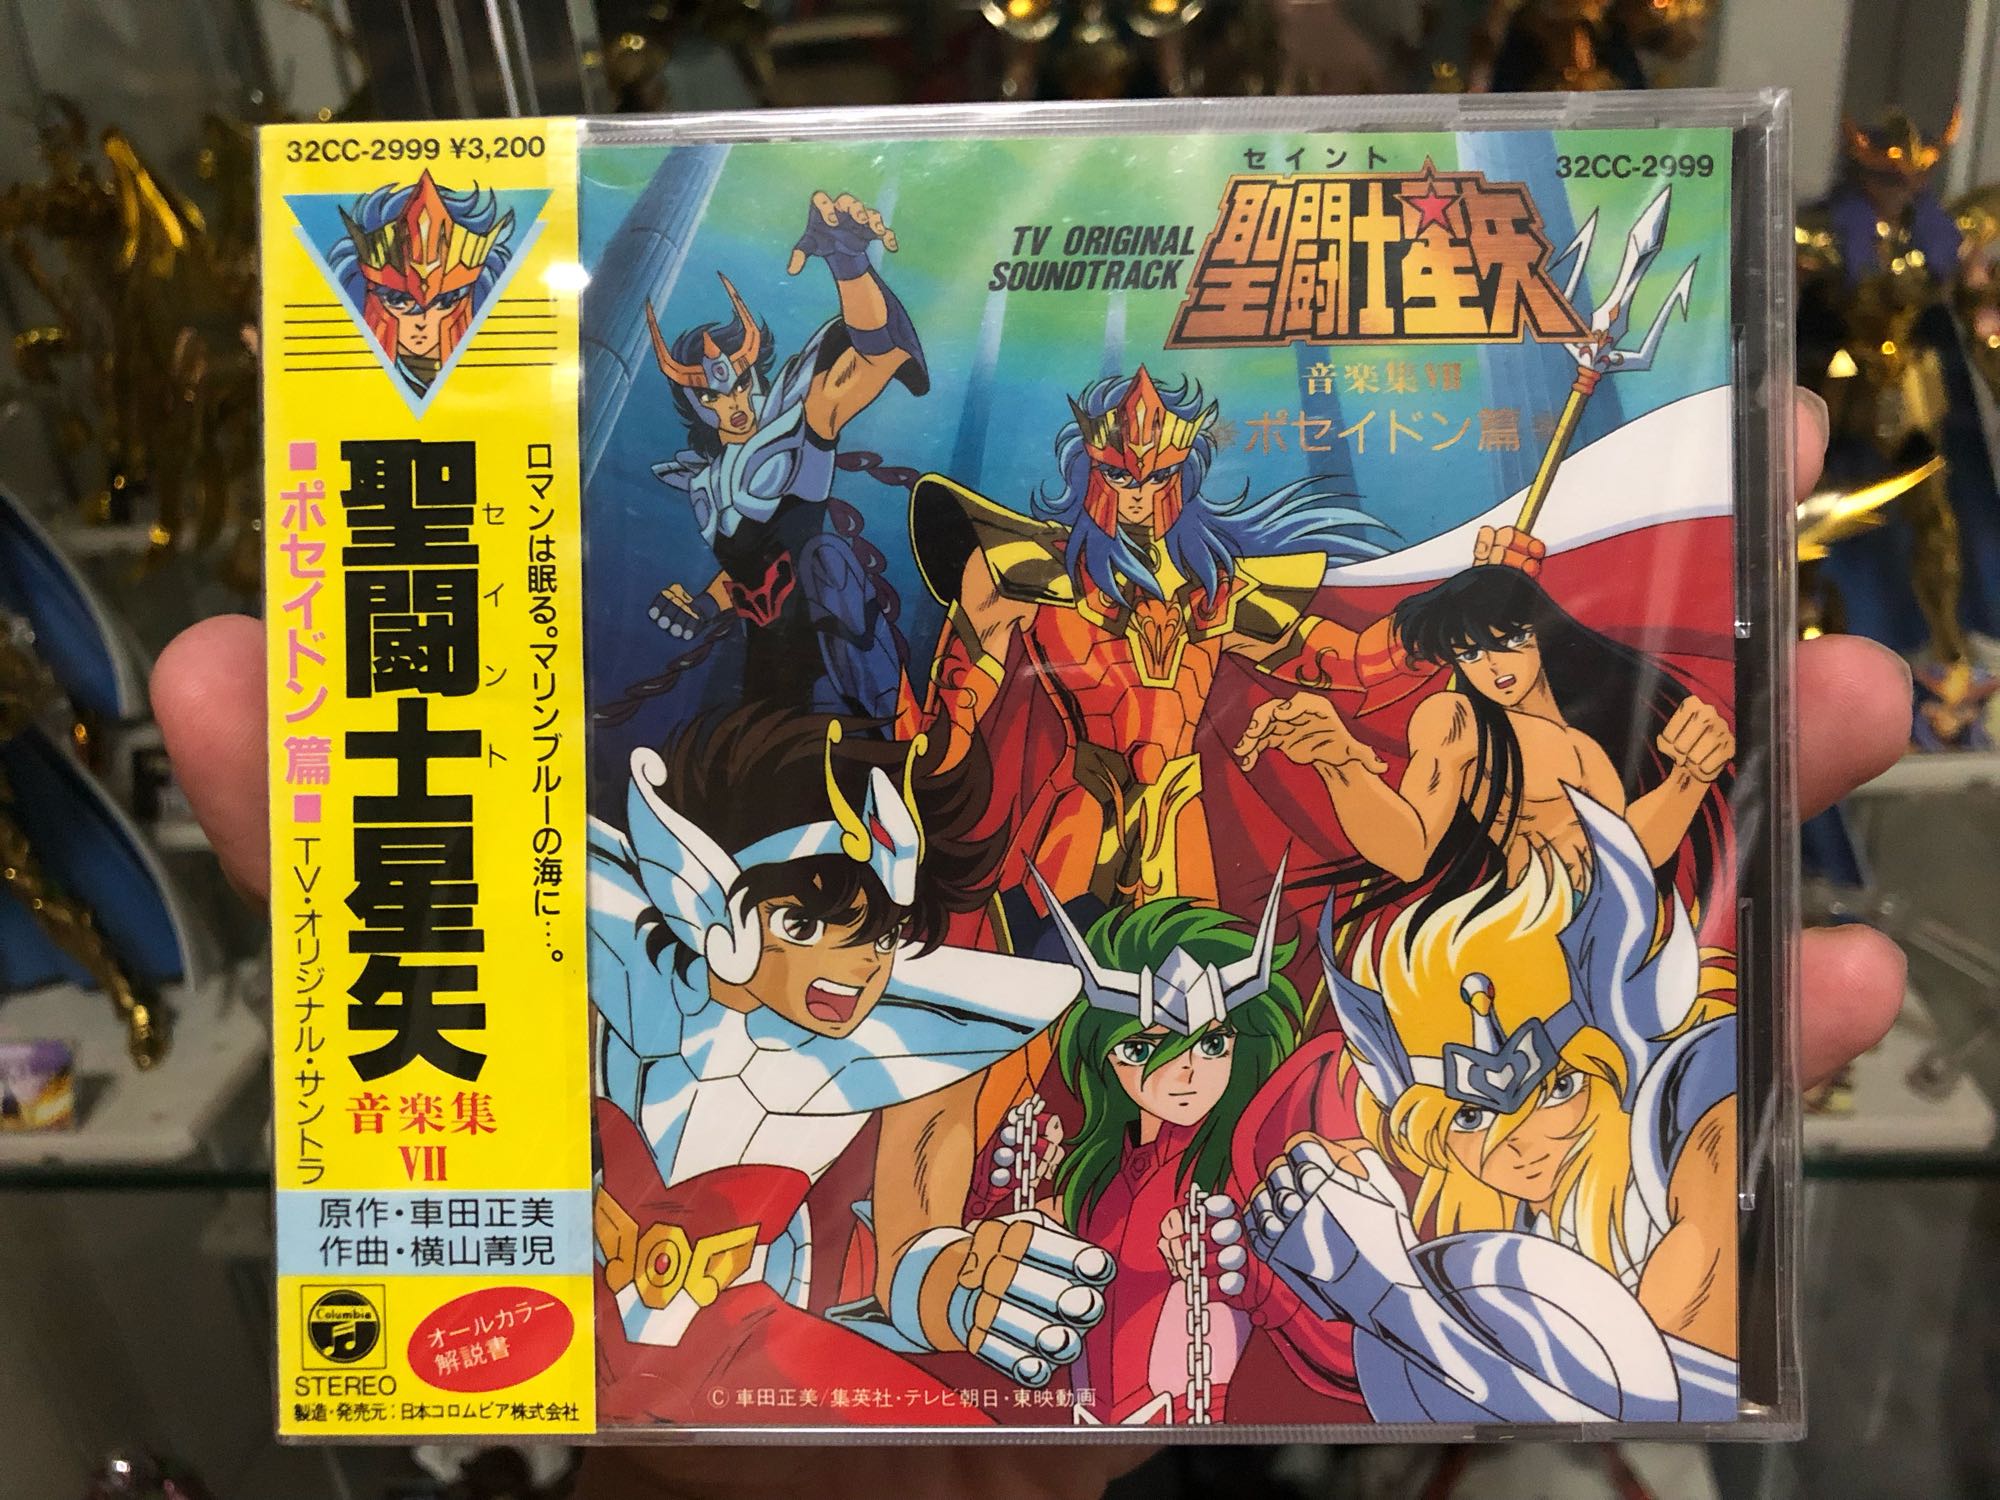 32CC-2999 ¥3,200
ロマンは眠る。マリンブルーの海に…。
セイント
聖闘士星矢
音楽集
VII
■ポセイドン篇■TV・オリジナル・サントラ
原作・車田正美
作曲・横山菁児
Columbia
STEREO
オールカラー
解説書
製造・発売元：日本コロムビア株式会社
32CC-2999
セイント
TV ORIGINAL
SOUNDTRACK
聖闘士星矢
音楽集VII
ポセイドン篇
© 車田正美/集英社・テレビ朝日・東映動画